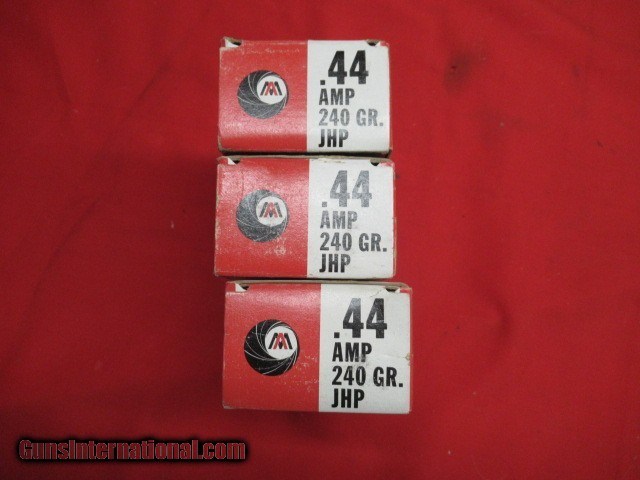 .44
AMP
240 GR.
JHP
.44
AMP
240 GR.
JHP
.44
AMP
240 GR.
JHP
GunsInternational.com